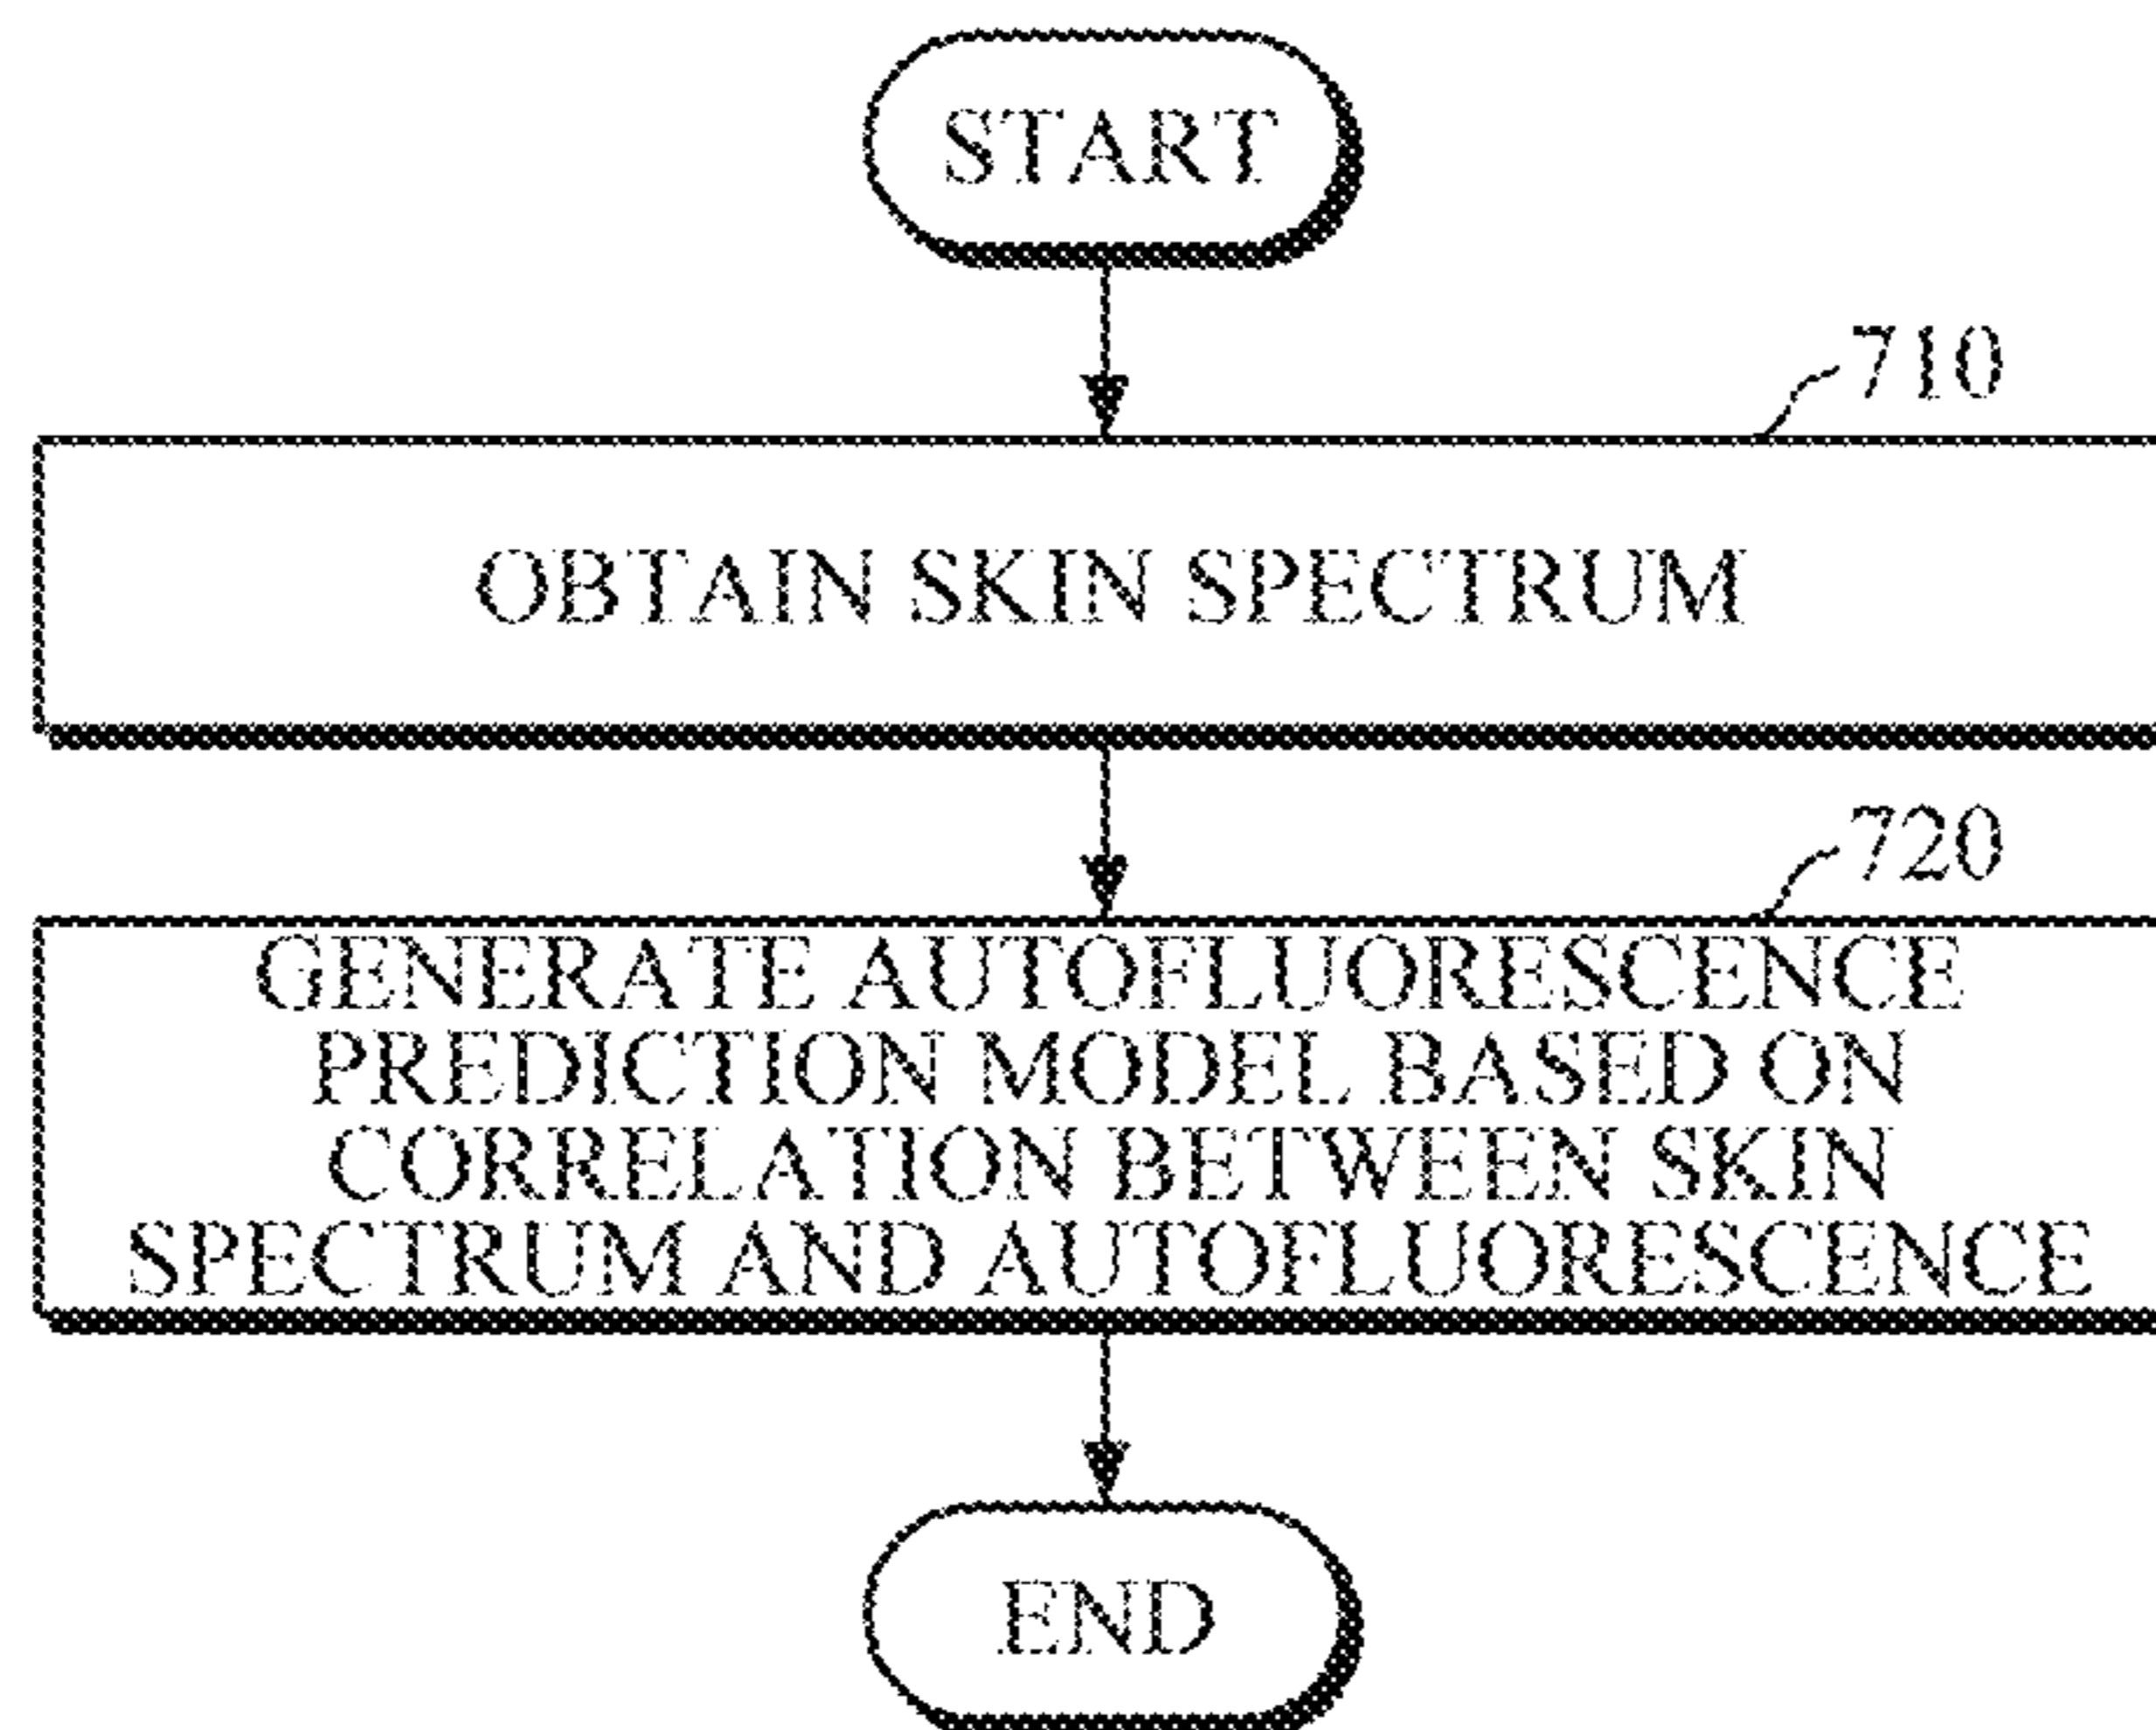 START
710
OBTAIN SKIN SPECTRUM
720
GENERATE AUTOFLUORESCENCE
PREDICTION MODEL BASED ON
CORRELATION BETWEEN SKIN
SPECTRUM AND AUTOFLUORESCENCE
END